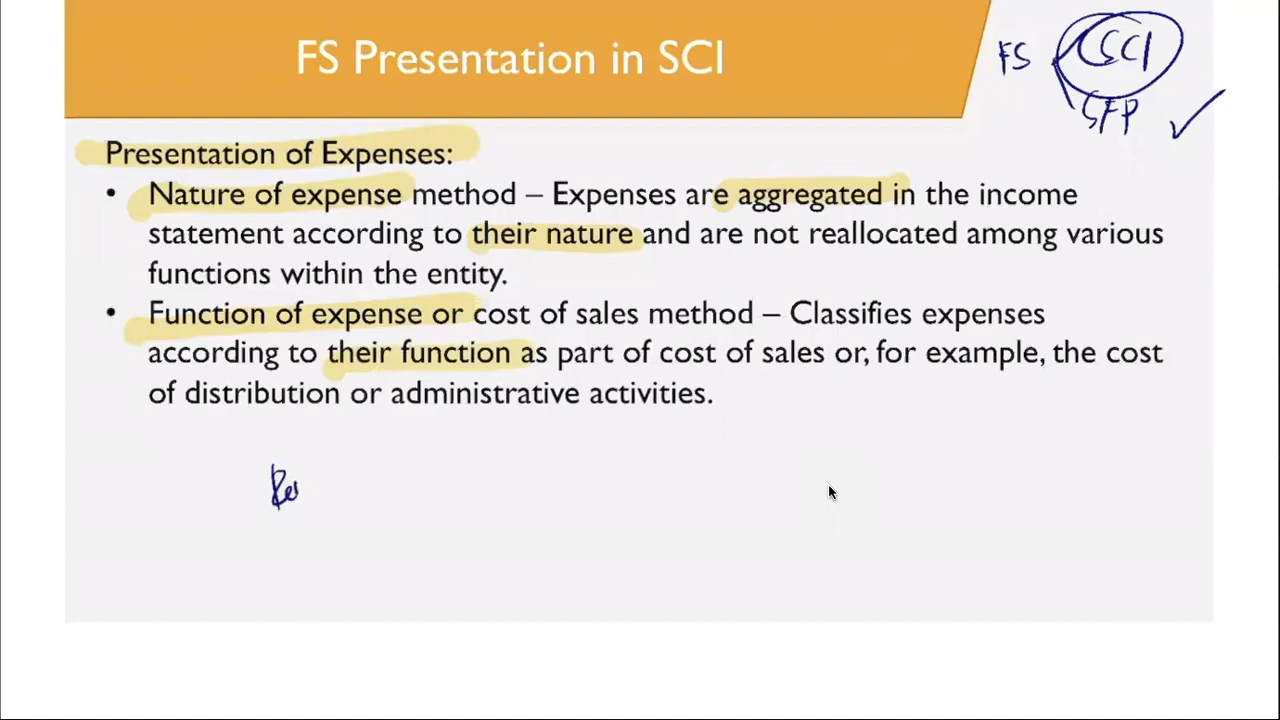 FS Presentation in SCI
FS SCI
SFP ✓
Presentation of Expenses:
• Nature of expense method – Expenses are aggregated in the income
statement according to their nature and are not reallocated among various
functions within the entity.
• Function of expense or cost of sales method – Classifies expenses
according to their function as part of cost of sales or, for example, the cost
of distribution or administrative activities.